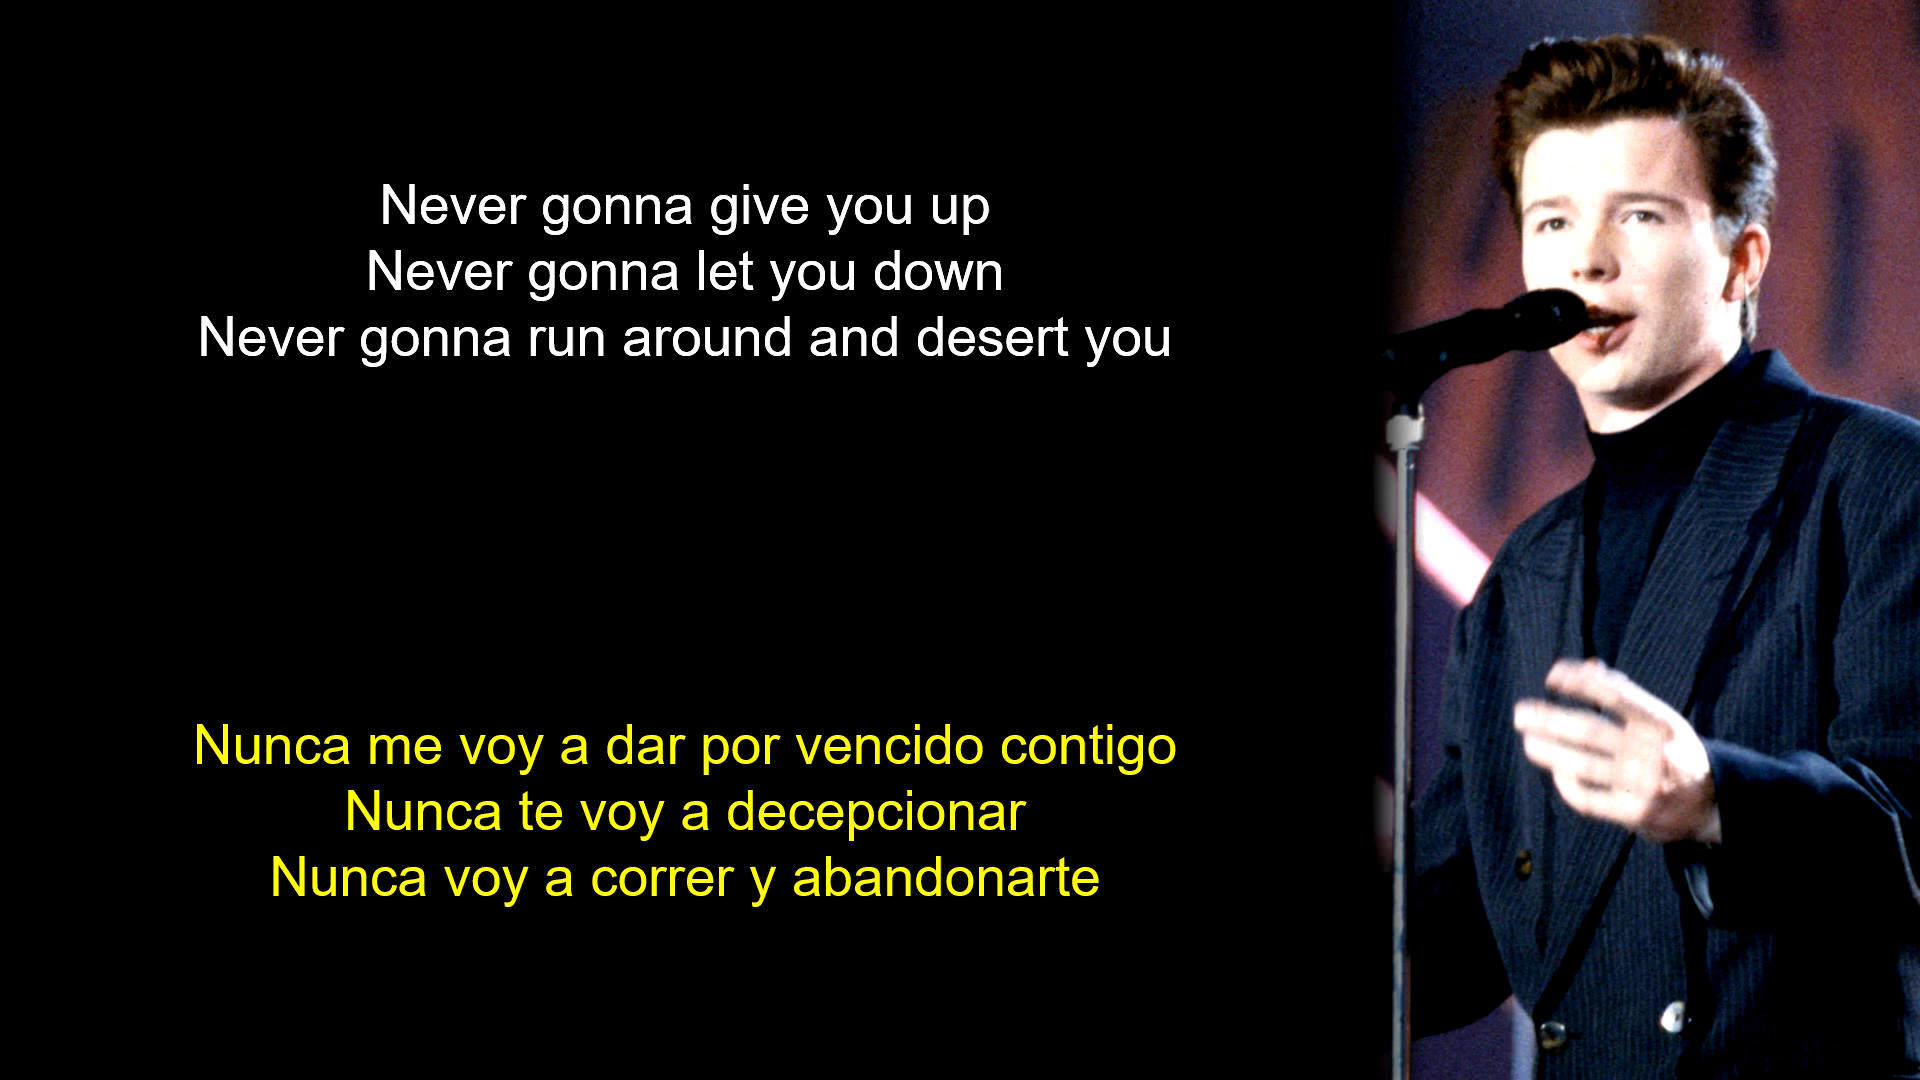 Never gonna give you up
Never gonna let you down
Never gonna run around and desert you
Nunca me voy a dar por vencido contigo
Nunca te voy a decepcionar
Nunca voy a correr y abandonarte